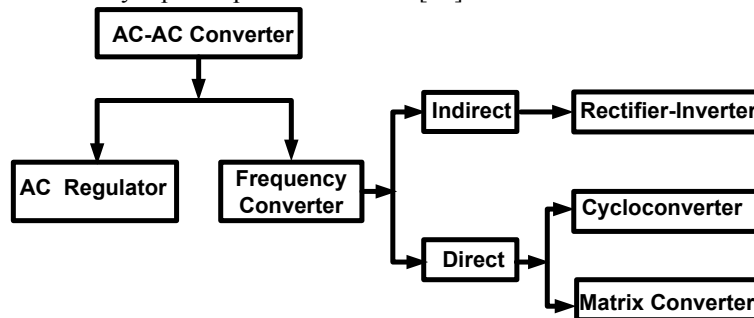 AC-AC Converter
Indirect
Rectifier-Inverter
AC Regulator
Frequency
Converter
Cycloconverter
Direct
Matrix Converter